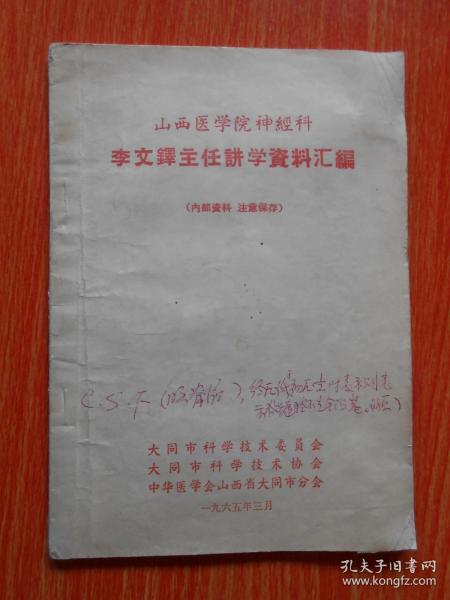 山西医学院神經科
李文鐸主任講学資料汇編
(內部資料 注意保存)
C.S.F.
大同市科学技术委員会
大同市科学技术协会
中华医学会山西省大同市分会
一九六五年三月
孔夫子旧书网
www.kongfz.com